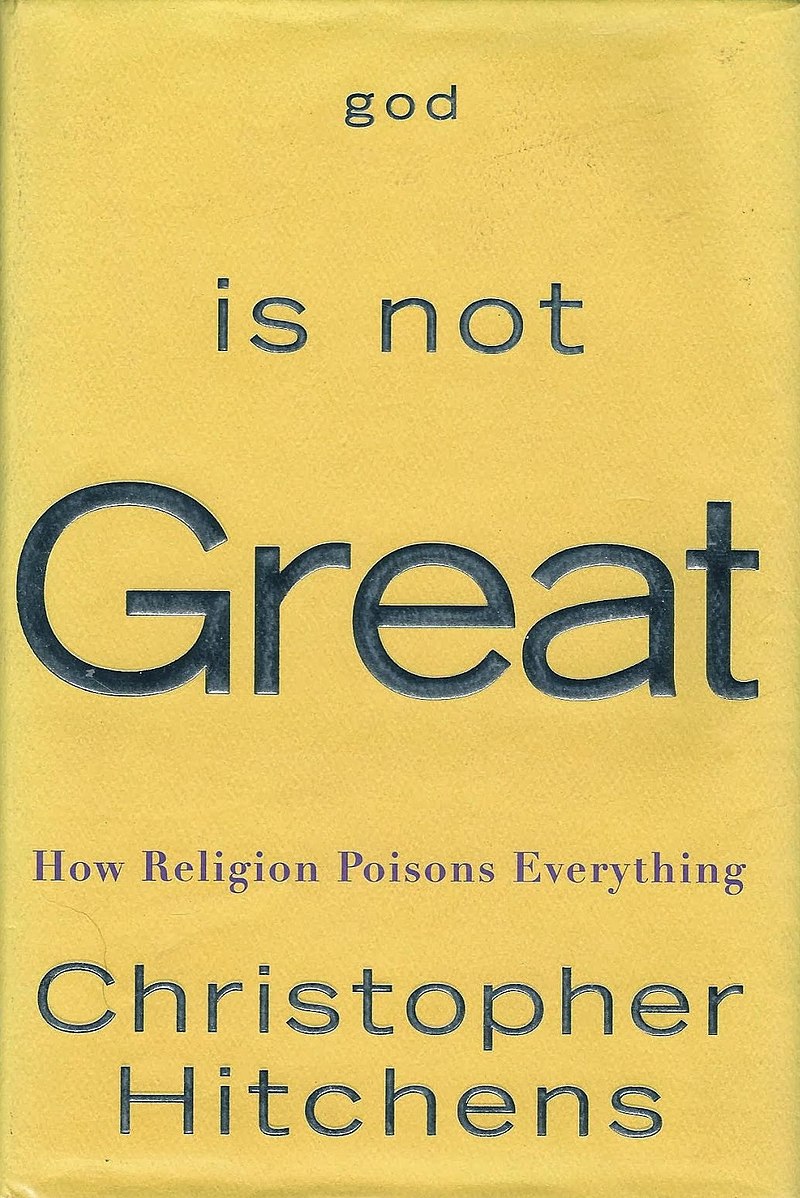 god
is not
Great
How Religion Poisons Everything
Christopher
Hitchens